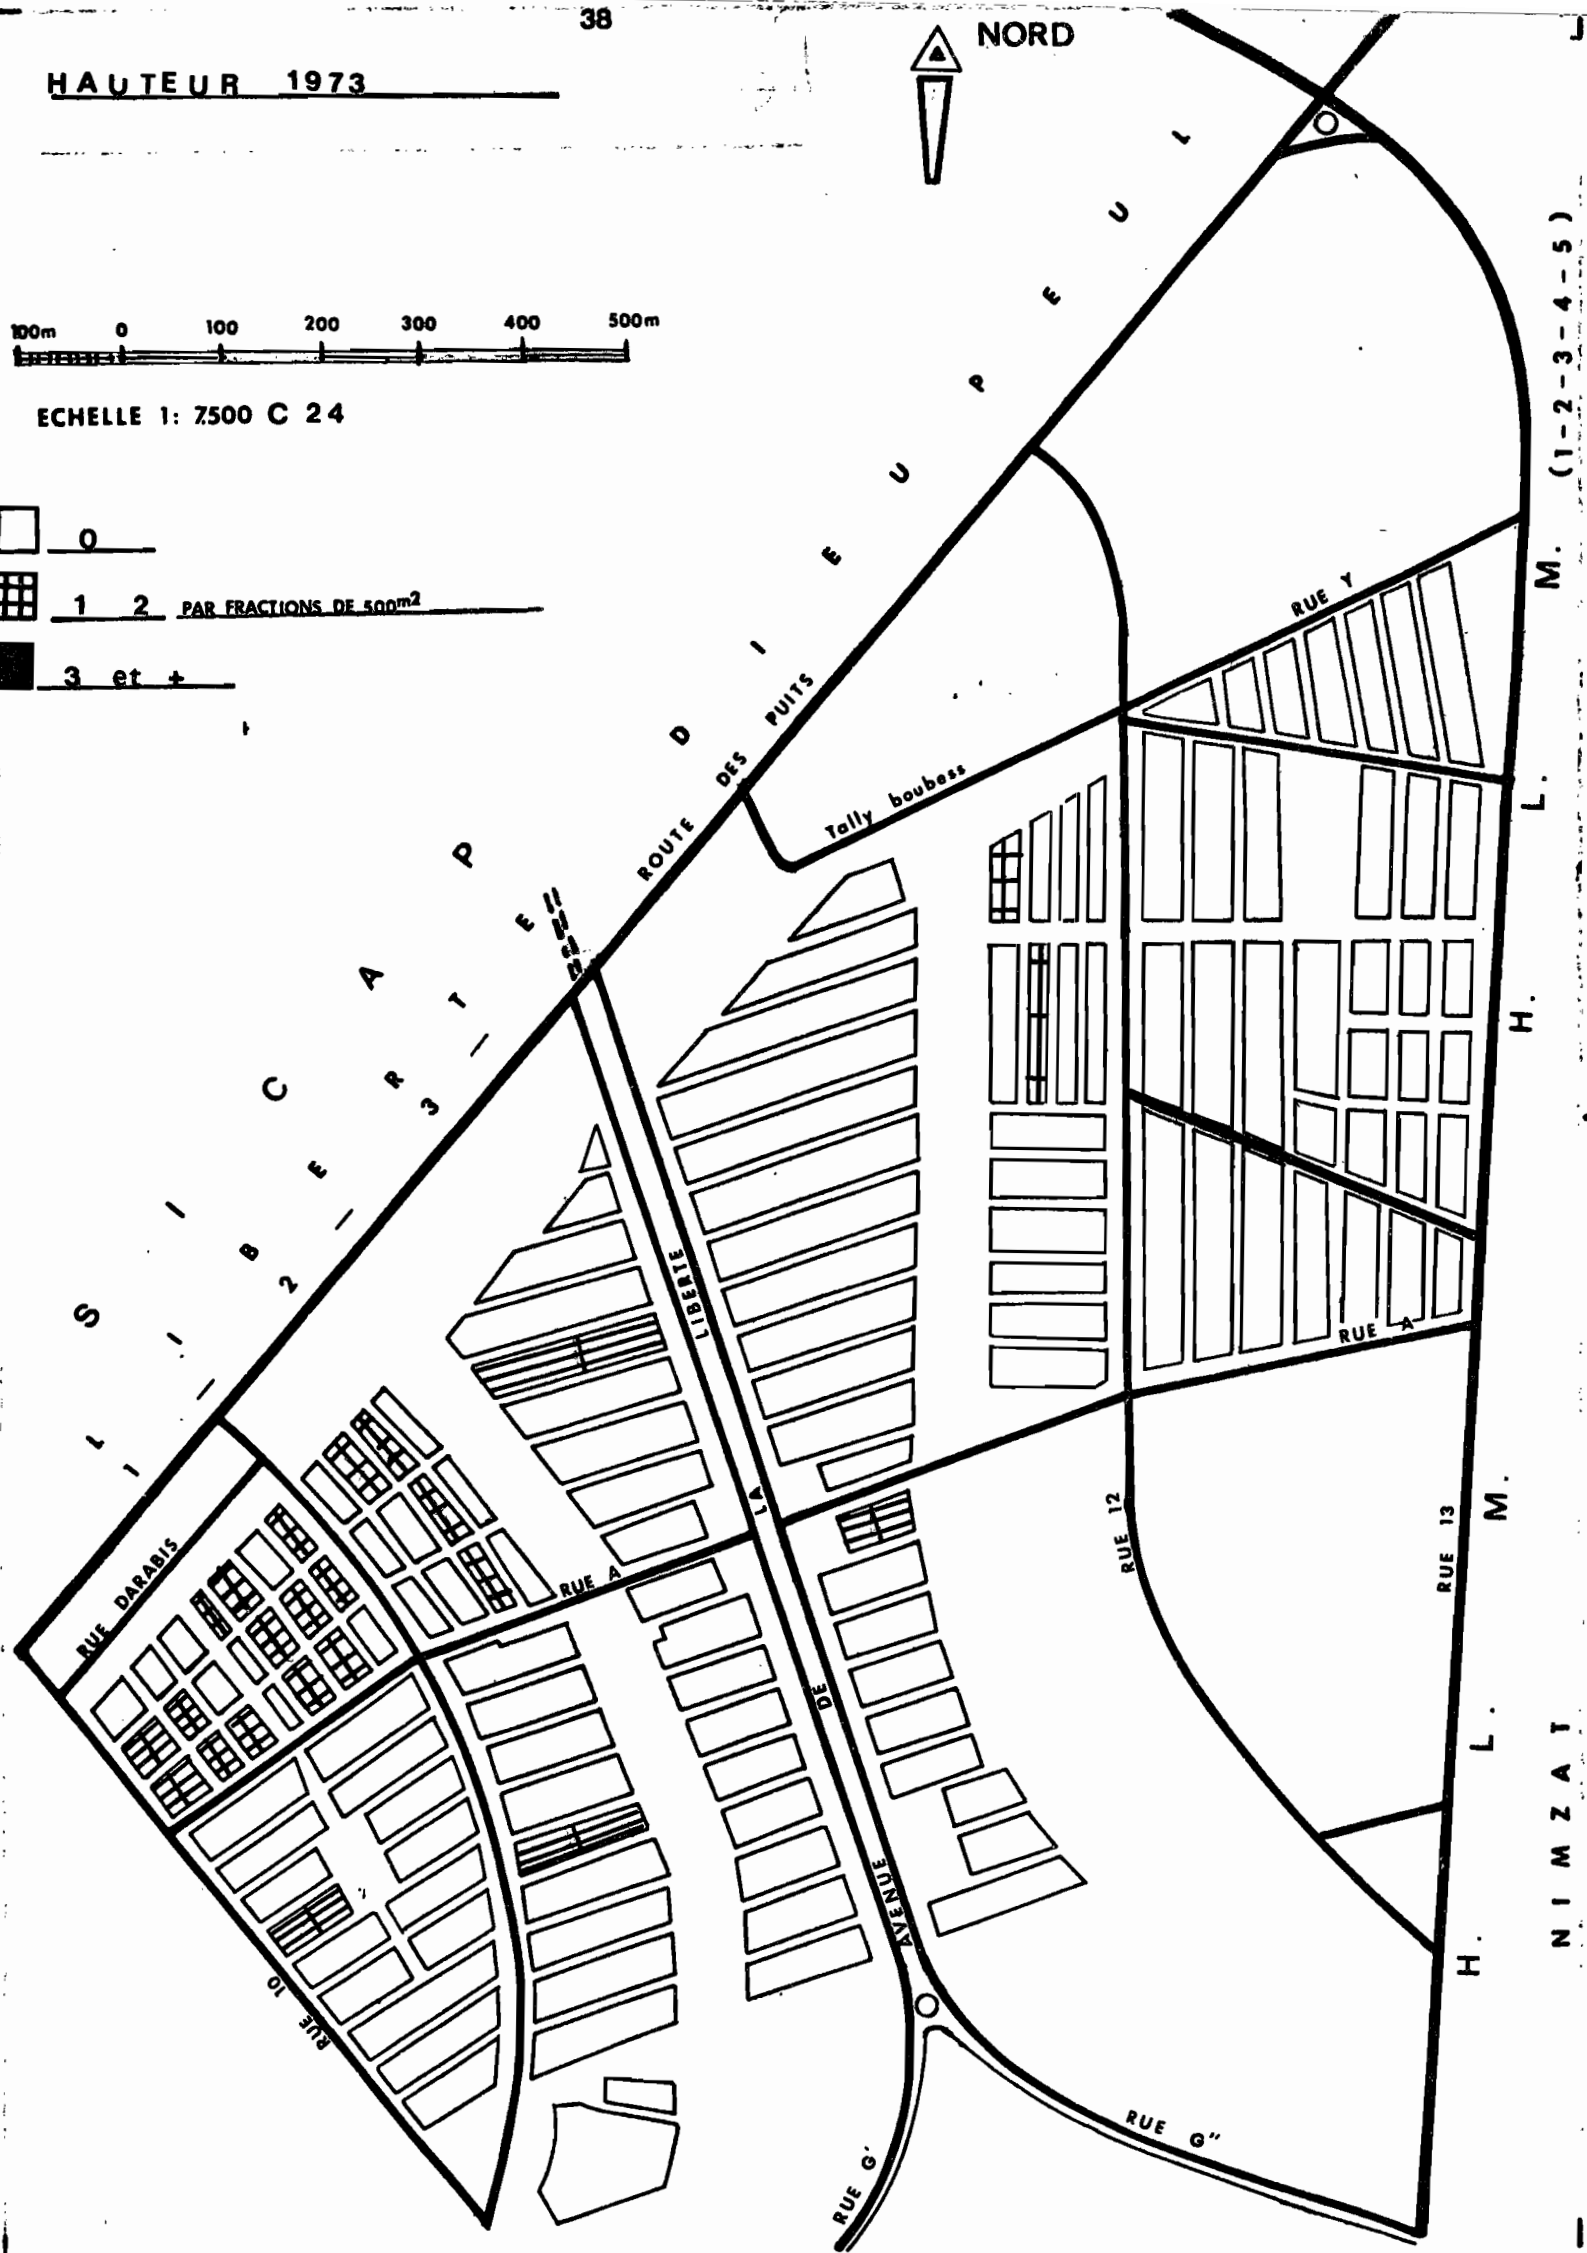 38
NORD
HAUTEUR 1973
100m 0 100 200 300 400 500m
ECHELLE 1: 7500 C 24
0
1 2 PAR FRACTIONS DE 500m2
3 et +
SICAP DIEUPEUL
LIBERTE
1 - 2 - 3
ROUTE DES PUITS
Tally boubess
RUE Y
H. L. M. (1-2-3-4-5)
AVENUE DE LA LIBERTE
RUE A
RUE A
RUE DARABIS
RUE 10
RUE 12
RUE 13
H. L. M.
NIMZAT
RUE G'
RUE G"